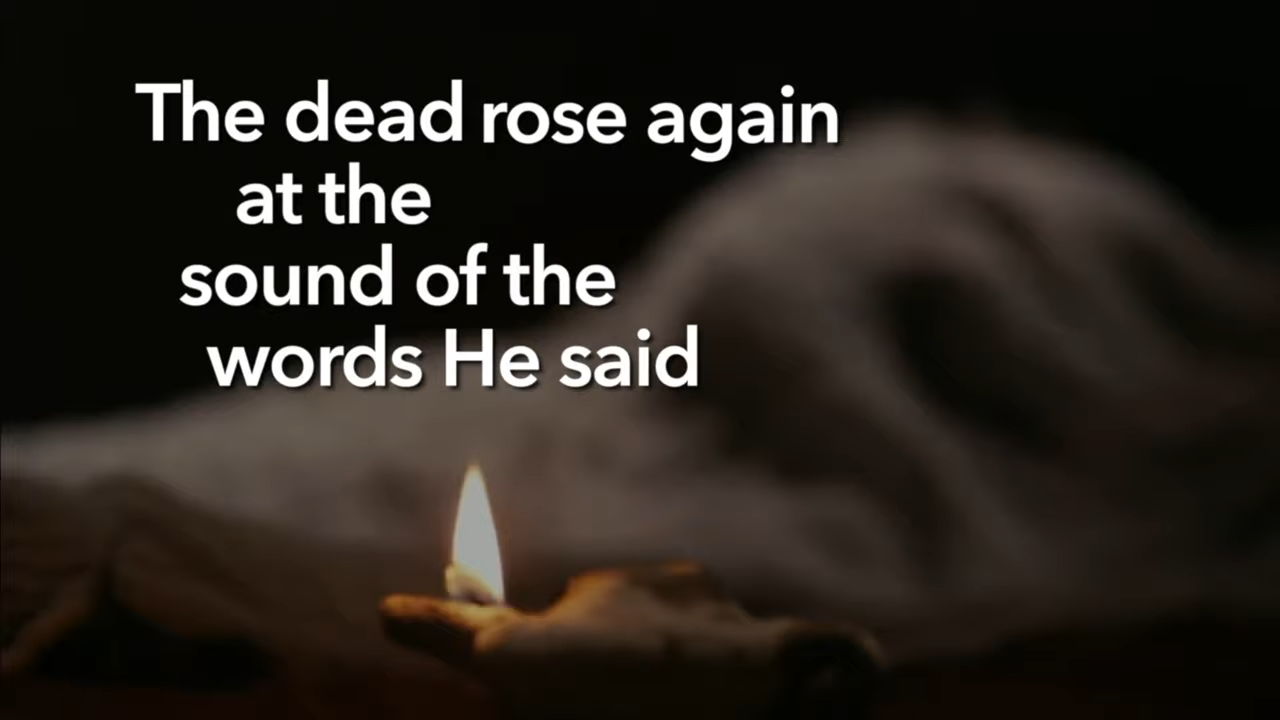 The dead rose again
at the
sound of the
words He said